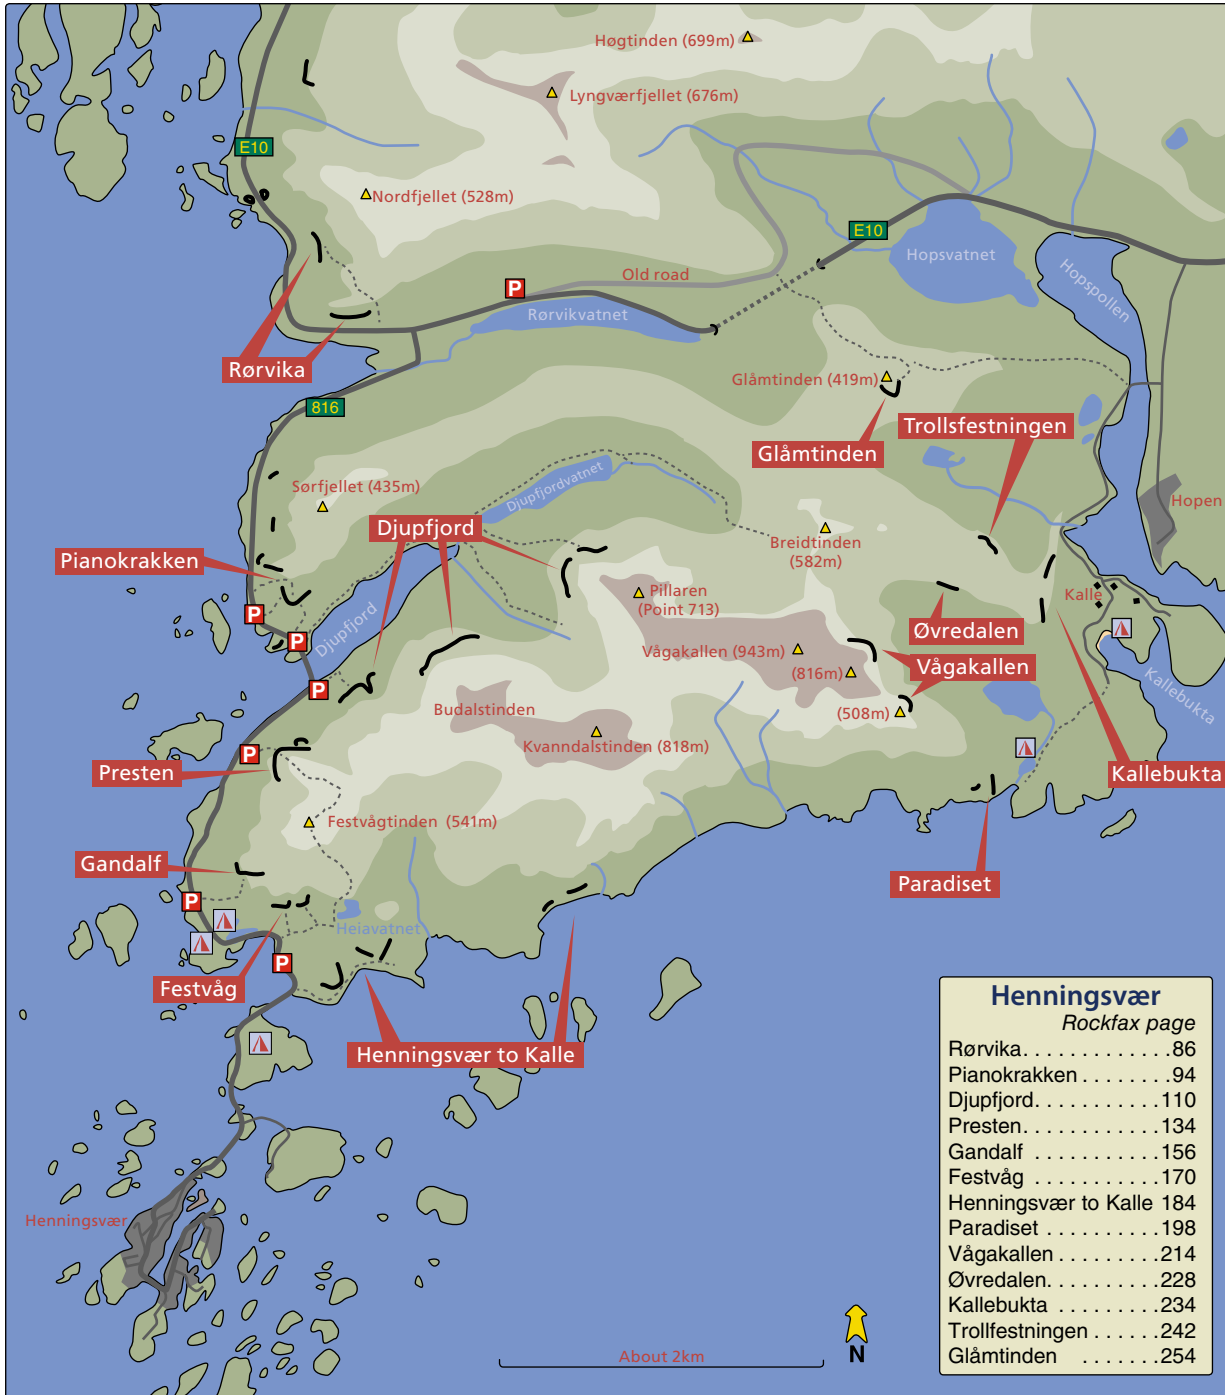 Høgtinden (699m)
Lyngværfjellet (676m)
E10
Nordfjellet (528m)
E10
Hopsvatnet
Hopspollen
Old road
P
Rørvikvatnet
Rørvika
Glåmtinden (419m)
816
Trollsfestningen
Glåmtinden
Sørfjellet (435m)
Djupfjordvatnet
Hopen
Djupfjord
Breidtinden
(582m)
Pianokrakken
Pillaren
(Point 713)
Kalle
P
Djupfjord
Øvredalen
P
Vågakallen (943m)
Vågakallen
(816m)
Kallebukta
P
Budalstinden
(508m)
Kvanndalstinden (818m)
P
Presten
Kallebukta
Festvågtinden (541m)
Gandalf
Paradiset
P
Heiavatnet
P
Festvåg
Henningsvær to Kalle
Henningsvær
Rockfax page
Rørvika. . . . . . . . . . . . .86
Pianokrakken . . . . . . . .94
Djupfjord. . . . . . . . . . .110
Presten. . . . . . . . . . . .134
Gandalf . . . . . . . . . . .156
Festvåg . . . . . . . . . . .170
Henningsvær to Kalle 184
Paradiset . . . . . . . . . .198
Vågakallen . . . . . . . . .214
Øvredalen. . . . . . . . . .228
Kallebukta . . . . . . . . .234
Trollfestningen . . . . . .242
Glåmtinden . . . . . . .254
Henningsvær
About 2km
N